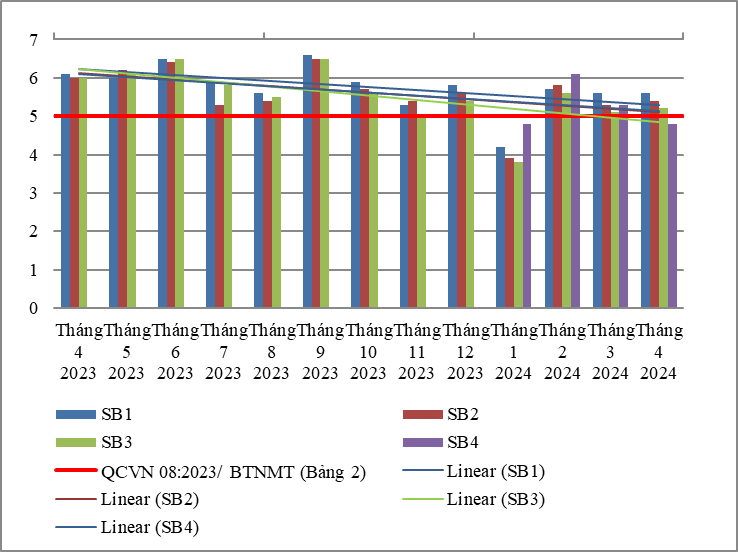 7
6
5
4
3
2
1
0
Tháng Tháng Tháng Tháng Tháng Tháng Tháng Tháng Tháng Tháng Tháng Tháng Tháng
4 5 6 7 8 9 10 11 12 1 2 3 4
2023 2023 2023 2023 2023 2023 2023 2023 2023 2024 2024 2024 2024
SB1 SB2
SB3 SB4
QCVN 08:2023/ BTNMT (Bảng 2) Linear (SB1)
Linear (SB2) Linear (SB3)
Linear (SB4)